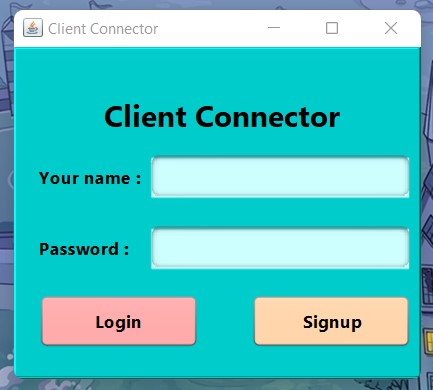 Client Connector
Client Connector
Your name :
Password :
Login
Signup